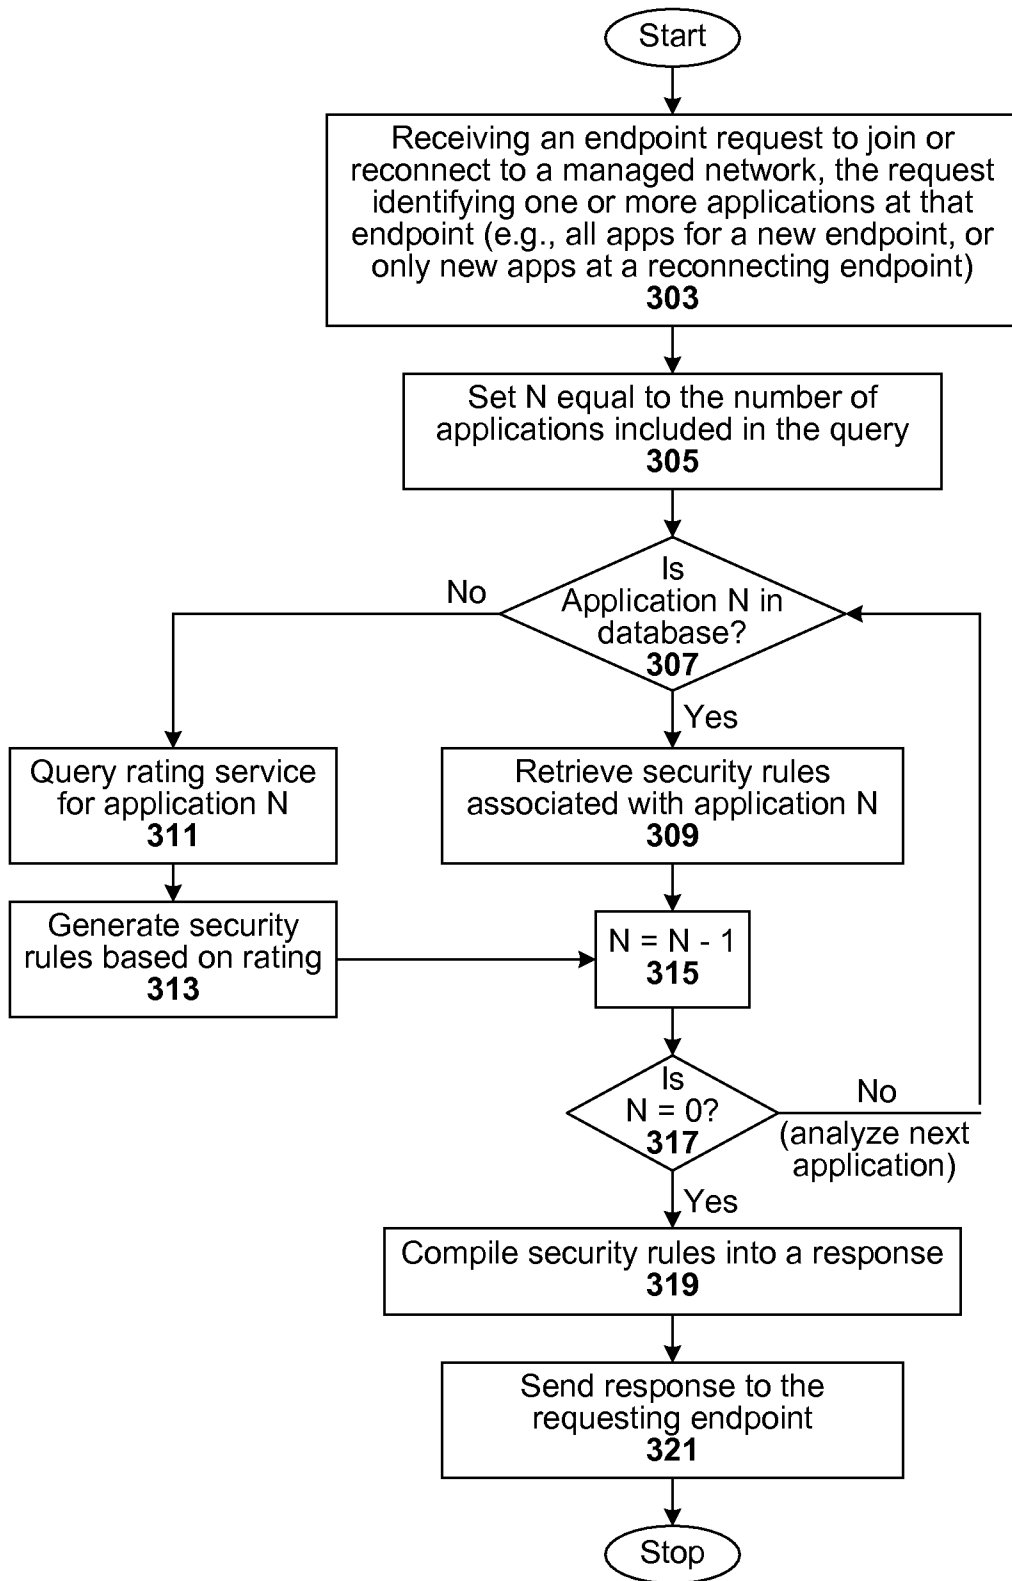 Start
Receiving an endpoint request to join or
reconnect to a managed network, the request
identifying one or more applications at that
endpoint (e.g., all apps for a new endpoint, or
only new apps at a reconnecting endpoint)
303
Set N equal to the number of
applications included in the query
305
Is
Application N in
database?
307
No
Yes
Query rating service
for application N
311
Retrieve security rules
associated with application N
309
Generate security
rules based on rating
313
N = N - 1
315
Is
N = 0?
317
No
(analyze next
application)
Yes
Compile security rules into a response
319
Send response to the
requesting endpoint
321
Stop